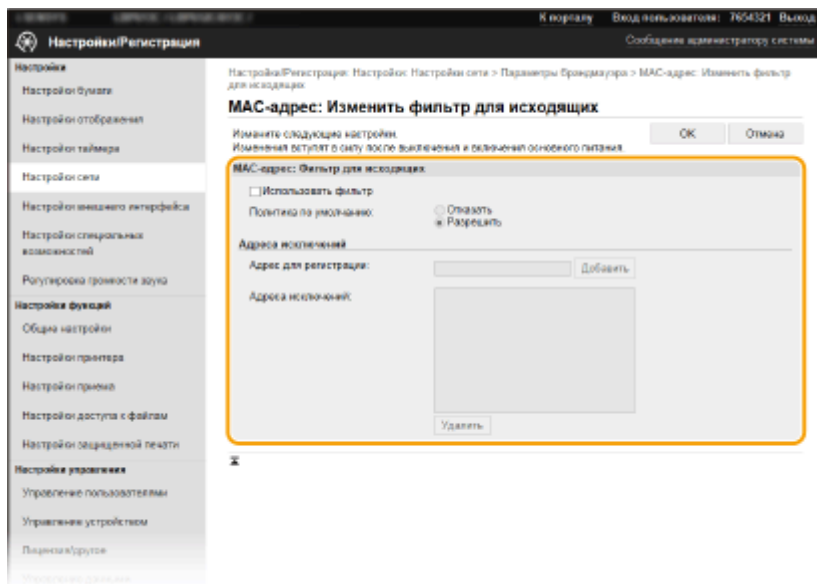 К порталу Вход пользователя: 7654321 Выход
Настройки/Регистрация
Сообщение администратору системы
Настройки
Настройки бумаги
Настройки отображения
Настройки таймера
Настройки сети
Настройки внешнего интерфейса
Настройки специальных
возможностей
Регулировка громкости звука
Настройки функций
Общие настройки
Настройки принтера
Настройки приема
Настройки доступа к файлам
Настройки защищенной печати
Настройки управления
Управление пользователями
Управление устройством
Лицензия/другое
Настройка/Регистрация: Настройки: Настройки сети > Параметры брандмауэра > MAC-адрес: Изменить фильтр
для исходящих
MAC-адрес: Изменить фильтр для исходящих
Измените следующие настройки.
Изменения вступят в силу после выключения и включения основного питания.
OK Отмена
MAC-адрес: Фильтр для исходящих
Использовать фильтр
Политика по умолчанию:
Отказать
Разрешить
Адреса исключений
Адрес для регистрации:
Добавить
Адреса исключений:
Удалить